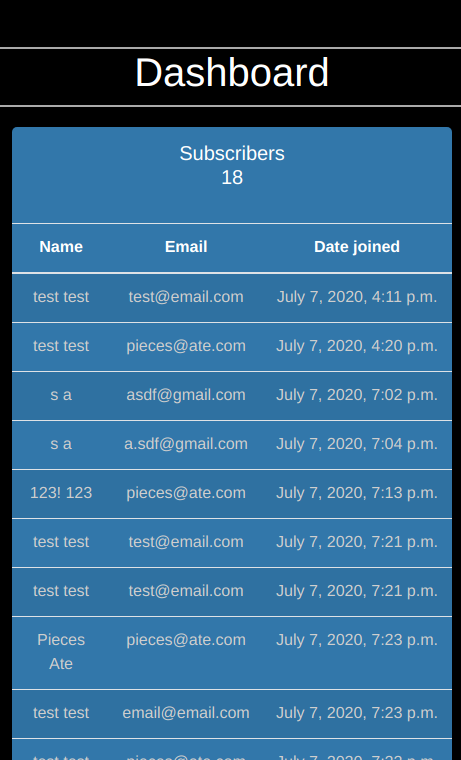 Dashboard
Subscribers
18
Name Email Date joined
test test test@email.com July 7, 2020, 4:11 p.m.
test test pieces@ate.com July 7, 2020, 4:20 p.m.
s a asdf@gmail.com July 7, 2020, 7:02 p.m.
s a a.sdf@gmail.com July 7, 2020, 7:04 p.m.
123! 123 pieces@ate.com July 7, 2020, 7:13 p.m.
test test test@email.com July 7, 2020, 7:21 p.m.
test test test@email.com July 7, 2020, 7:21 p.m.
Pieces pieces@ate.com July 7, 2020, 7:23 p.m.
Ate
test test email@email.com July 7, 2020, 7:23 p.m.